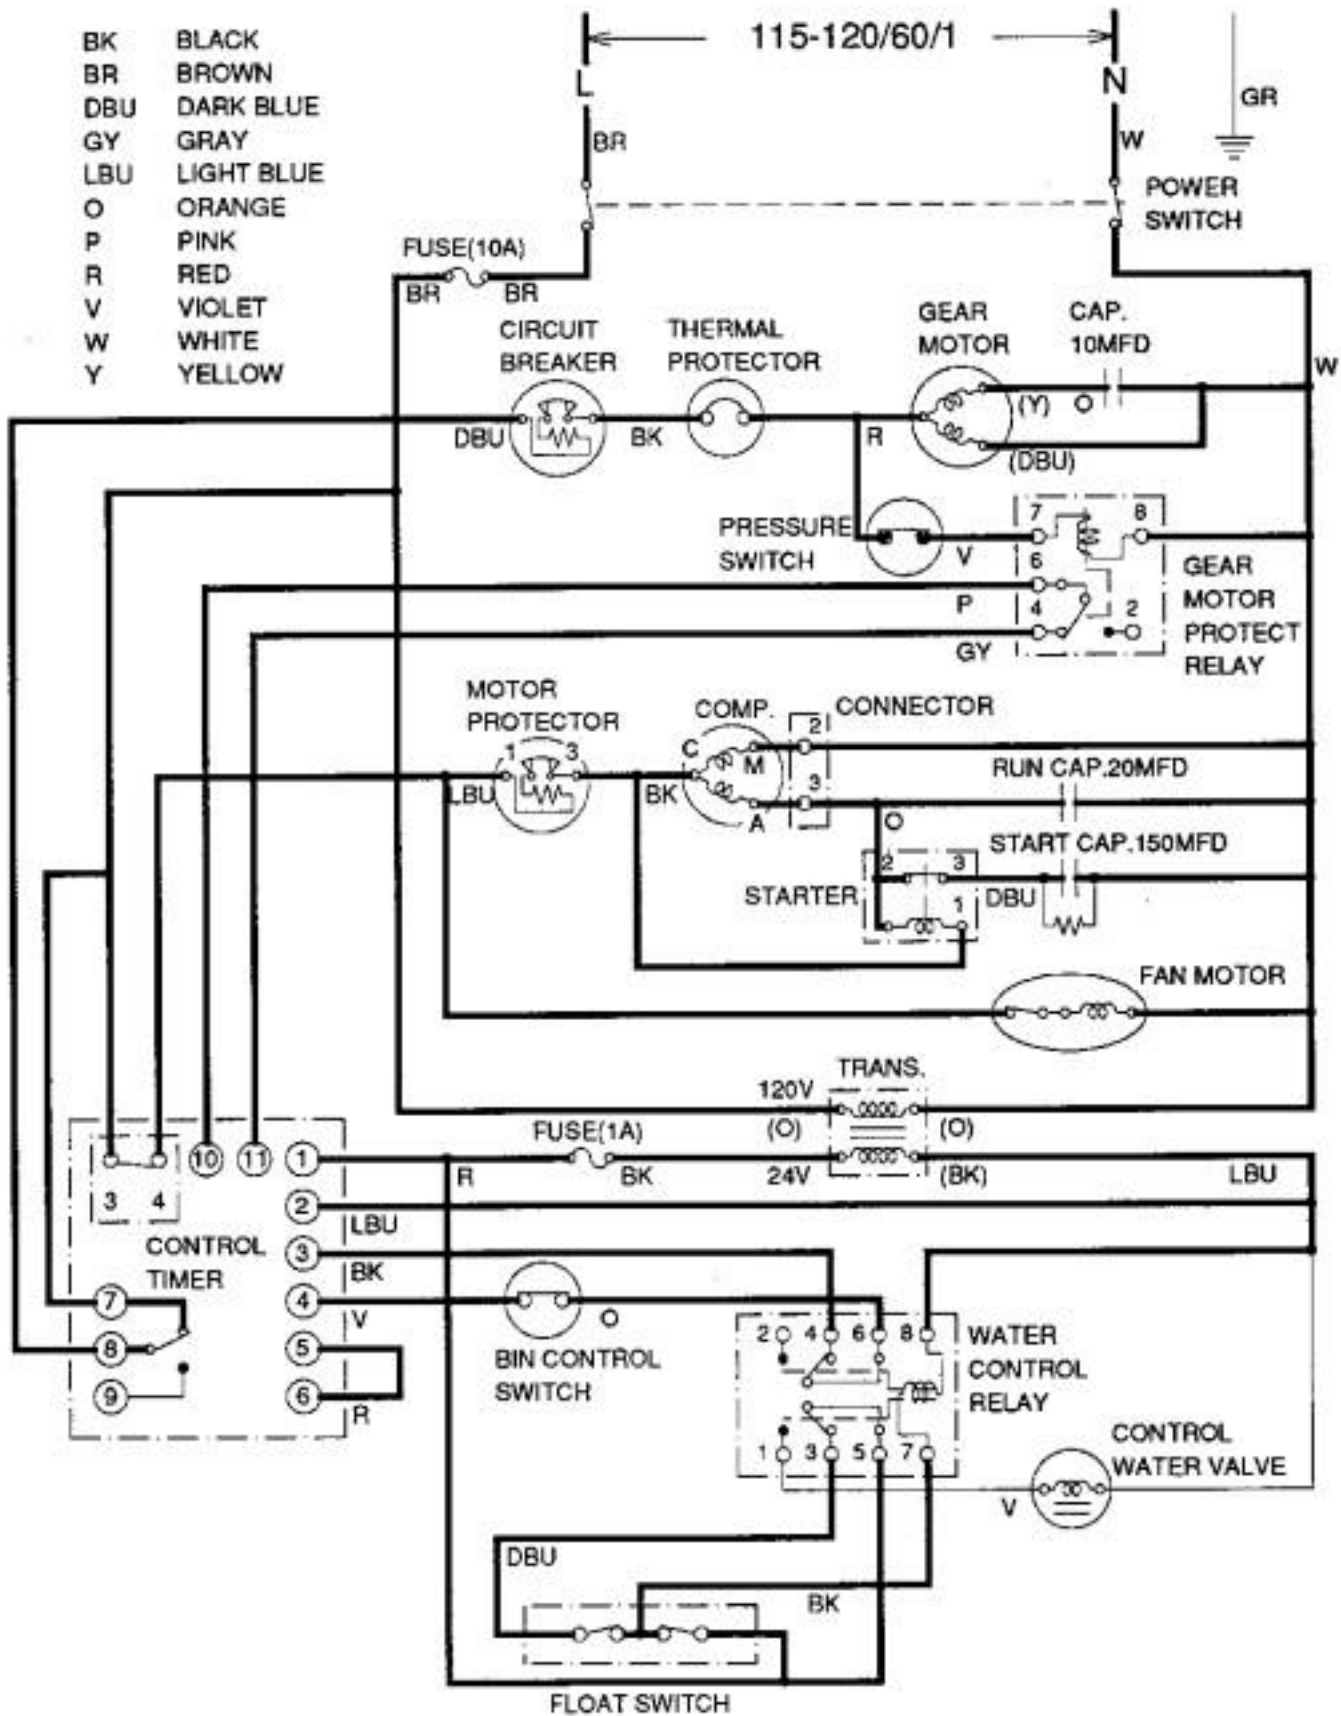 115-120/60/1
BK BLACK
BR BROWN
DBU DARK BLUE
GY GRAY
LBU LIGHT BLUE
O ORANGE
P PINK
R RED
V VIOLET
W WHITE
Y YELLOW
L
N
GR
BR
W
POWER
SWITCH
FUSE(10A)
BR BR
CIRCUIT
BREAKER
THERMAL
PROTECTOR
GEAR
MOTOR
CAP.
10MFD
W
(Y) O
DBU BK R
(DBU)
PRESSURE
SWITCH
V
7 8
6
P
4 2
GY
GEAR
MOTOR
PROTECT
RELAY
MOTOR
PROTECTOR
1 3
LBU
BK
COMP.
C
M
A
CONNECTOR
2
3
RUN CAP.20MFD
O
START CAP.150MFD
STARTER
2 3
1
DBU
FAN MOTOR
TRANS.
120V
(O) (O)
FUSE(1A)
R BK 24V (BK) LBU
10 11 1
3 4
2
LBU
CONTROL
TIMER
3
BK
7
4
V
8
5
9
6
R
O
BIN CONTROL
SWITCH
2 4 6 8
WATER
CONTROL
RELAY
1 3 5 7
CONTROL
WATER VALVE
V
DBU
BK
FLOAT SWITCH